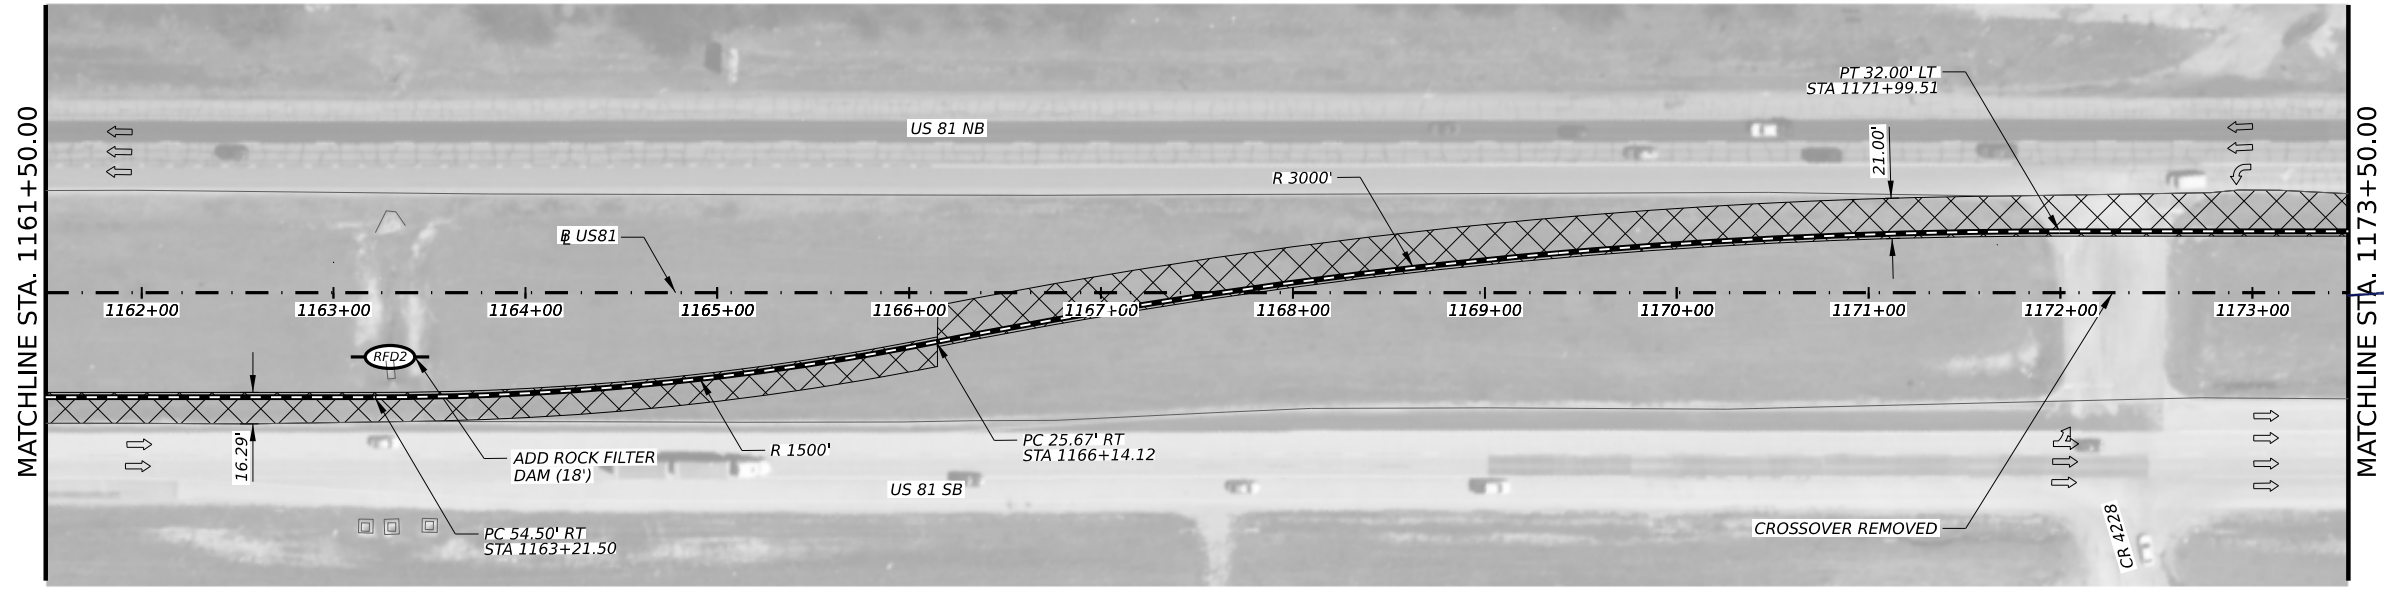 MATCHLINE STA. 1161+50.00
US 81 NB
PT 32.00' LT
STA 1171+99.51
21.00'
R 3000'
BL US81
1162+00
1163+00
1164+00
1165+00
1166+00
1167+00
1168+00
1169+00
1170+00
1171+00
1172+00
1173+00
RFD2
16.29'
ADD ROCK FILTER
DAM (18')
R 1500'
PC 25.67' RT
STA 1166+14.12
US 81 SB
PC 54.50' RT
STA 1163+21.50
CROSSOVER REMOVED
CR 4228
MATCHLINE STA. 1173+50.00